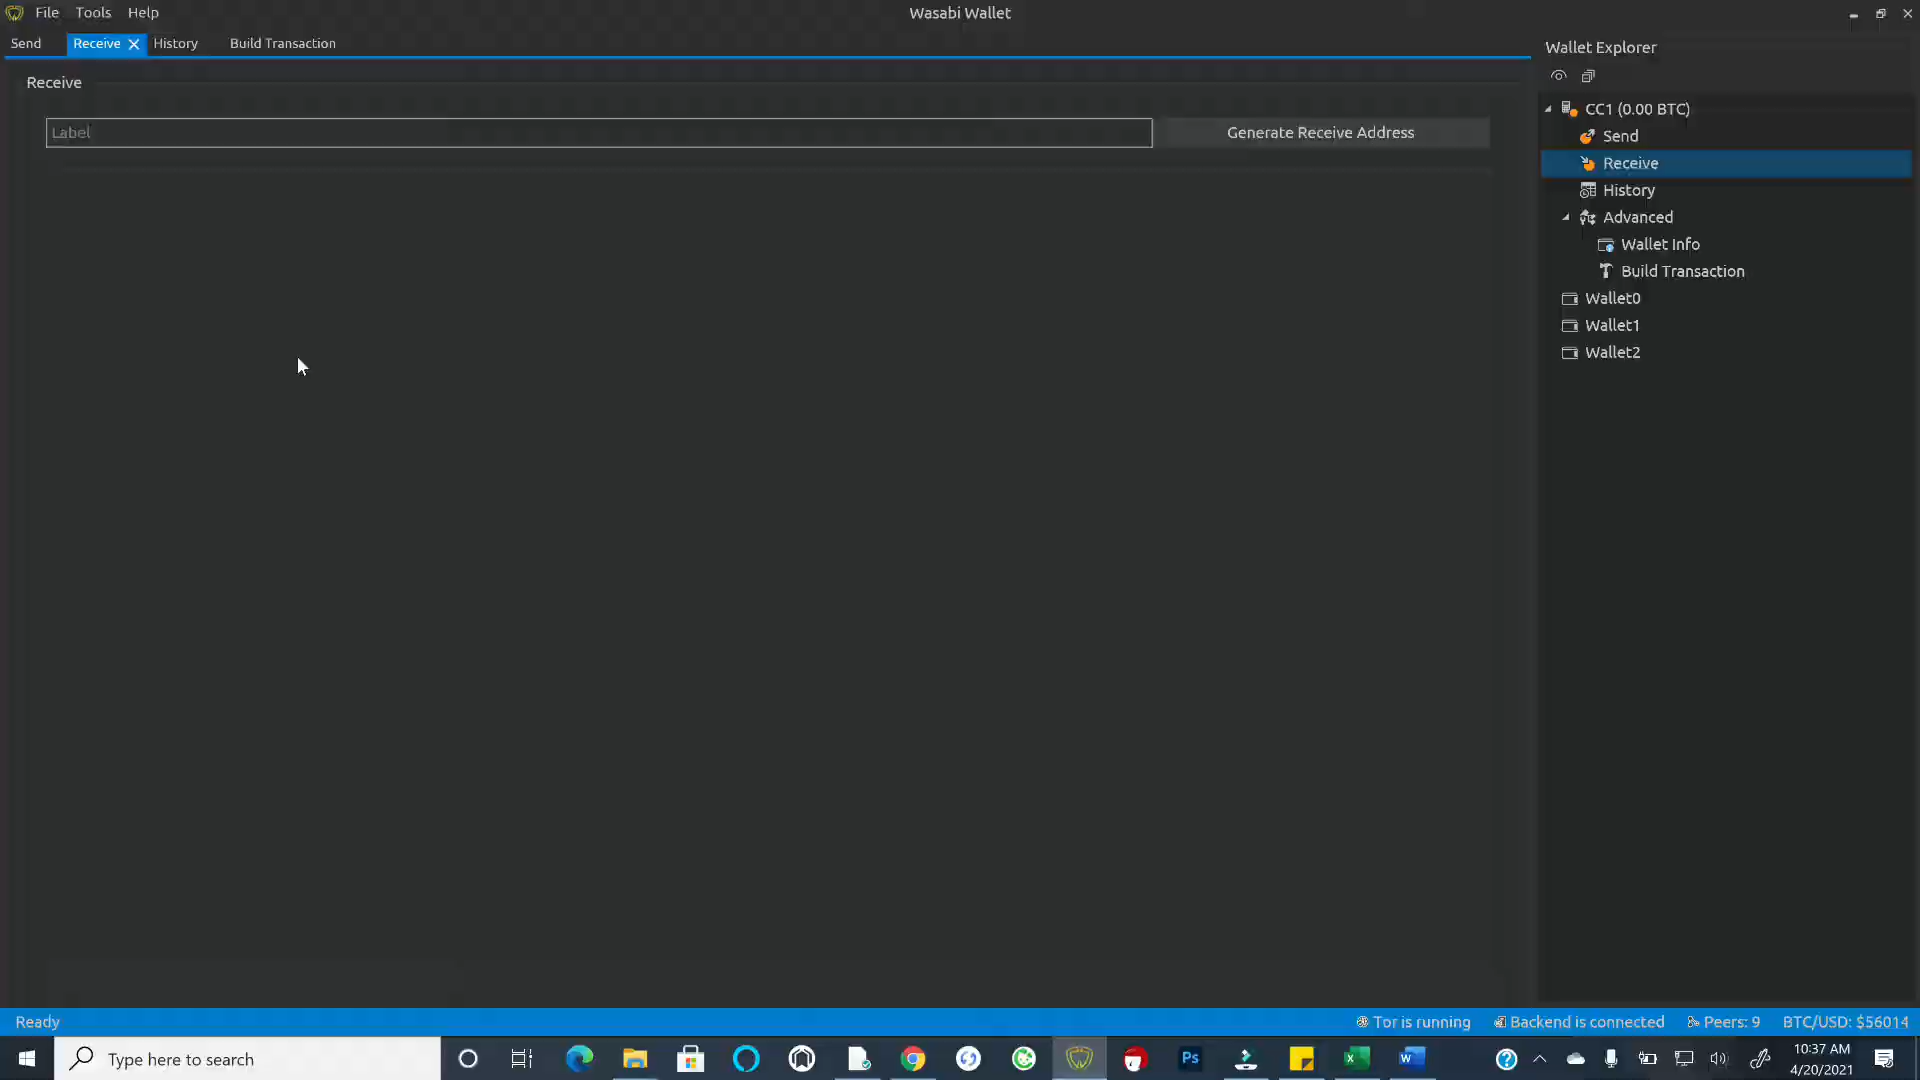 File Tools Help
Wasabi Wallet
Send Receive History Build Transaction
Receive
Label
Generate Receive Address
Wallet Explorer
CC1 (0.00 BTC)
Send
Receive
History
Advanced
Wallet Info
Build Transaction
Wallet0
Wallet1
Wallet2
Ready
Tor is running
Backend is connected
Peers: 9
BTC/USD: $56014
Type here to search
Ps
10:37 AM
4/20/2021